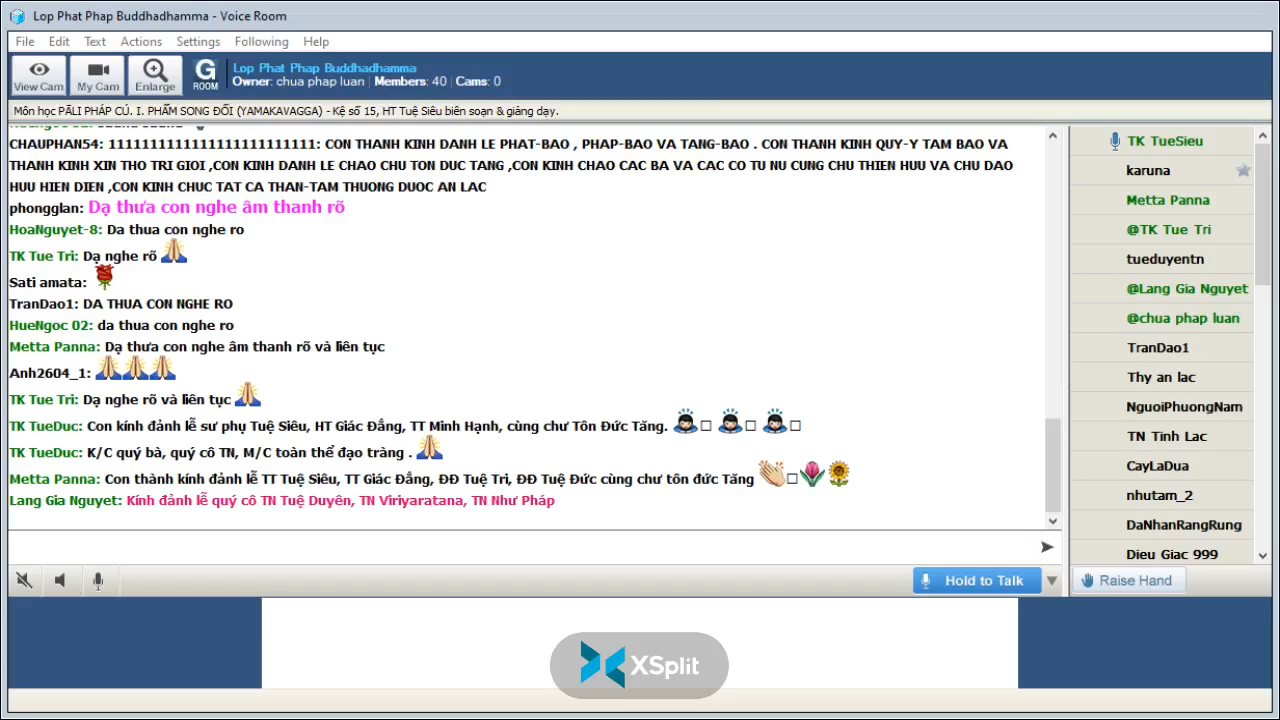 Lop Phat Phap Buddhadhamma - Voice Room
File Edit Text Actions Settings Following Help
View Cam My Cam Enlarge G ROOM
Lop Phat Phap Buddhadhamma
Owner: chua phap luan | Members: 40 | Cams: 0
Môn học PĀLI PHÁP CÚ. I. PHẨM SONG ĐỐI (YAMAKAVAGGA) - Kệ số 15, HT Tuệ Siêu biên soạn & giảng dạy.
CHAUPHAN54: 1111111111111111111111111: CON THANH KINH DANH LE PHAT-BAO , PHAP-BAO VA TANG-BAO . CON THANH KINH QUY-Y TAM BAO VA
THANH KINH XIN THO TRI GIOI ,CON KINH DANH LE CHAO CHU TON DUC TANG ,CON KINH CHAO CAC BA VA CAC CO TU NU CUNG CHU THIEN HUU VA CHU DAO
HUU HIEN DIEN ,CON KINH CHUC TAT CA THAN-TAM THUONG DUOC AN LAC
phongglan: Dạ thưa con nghe âm thanh rõ
HoaNguyet-8: Da thua con nghe ro
TK Tue Tri: Dạ nghe rõ
Sati amata:
TranDao1: DA THUA CON NGHE RO
HueNgoc 02: da thua con nghe ro
Metta Panna: Dạ thưa con nghe âm thanh rõ và liên tục
Anh2604_1:
TK Tue Tri: Dạ nghe rõ và liên tục
TK TueDuc: Con kính đảnh lễ sư phụ Tuệ Siêu, HT Giác Đẳng, TT Minh Hạnh, cùng chư Tôn Đức Tăng.
TK TueDuc: K/C quý bà, quý cô TN, M/C toàn thể đạo tràng .
Metta Panna: Con thành kính đảnh lễ TT Tuệ Siêu, TT Giác Đẳng, ĐĐ Tuệ Tri, ĐĐ Tuệ Đức cùng chư tôn đức Tăng
Lang Gia Nguyet: Kính đảnh lễ quý cô TN Tuệ Duyên, TN Viriyaratana, TN Như Pháp
TK TueSieu
karuna
Metta Panna
@TK Tue Tri
tueduyentn
@Lang Gia Nguyet
@chua phap luan
TranDao1
Thy an lac
NguoiPhuongNam
TN Tinh Lac
CayLaDua
nhutam_2
DaNhanRangRung
Dieu Giac 999
Hold to Talk
Raise Hand
XSplit